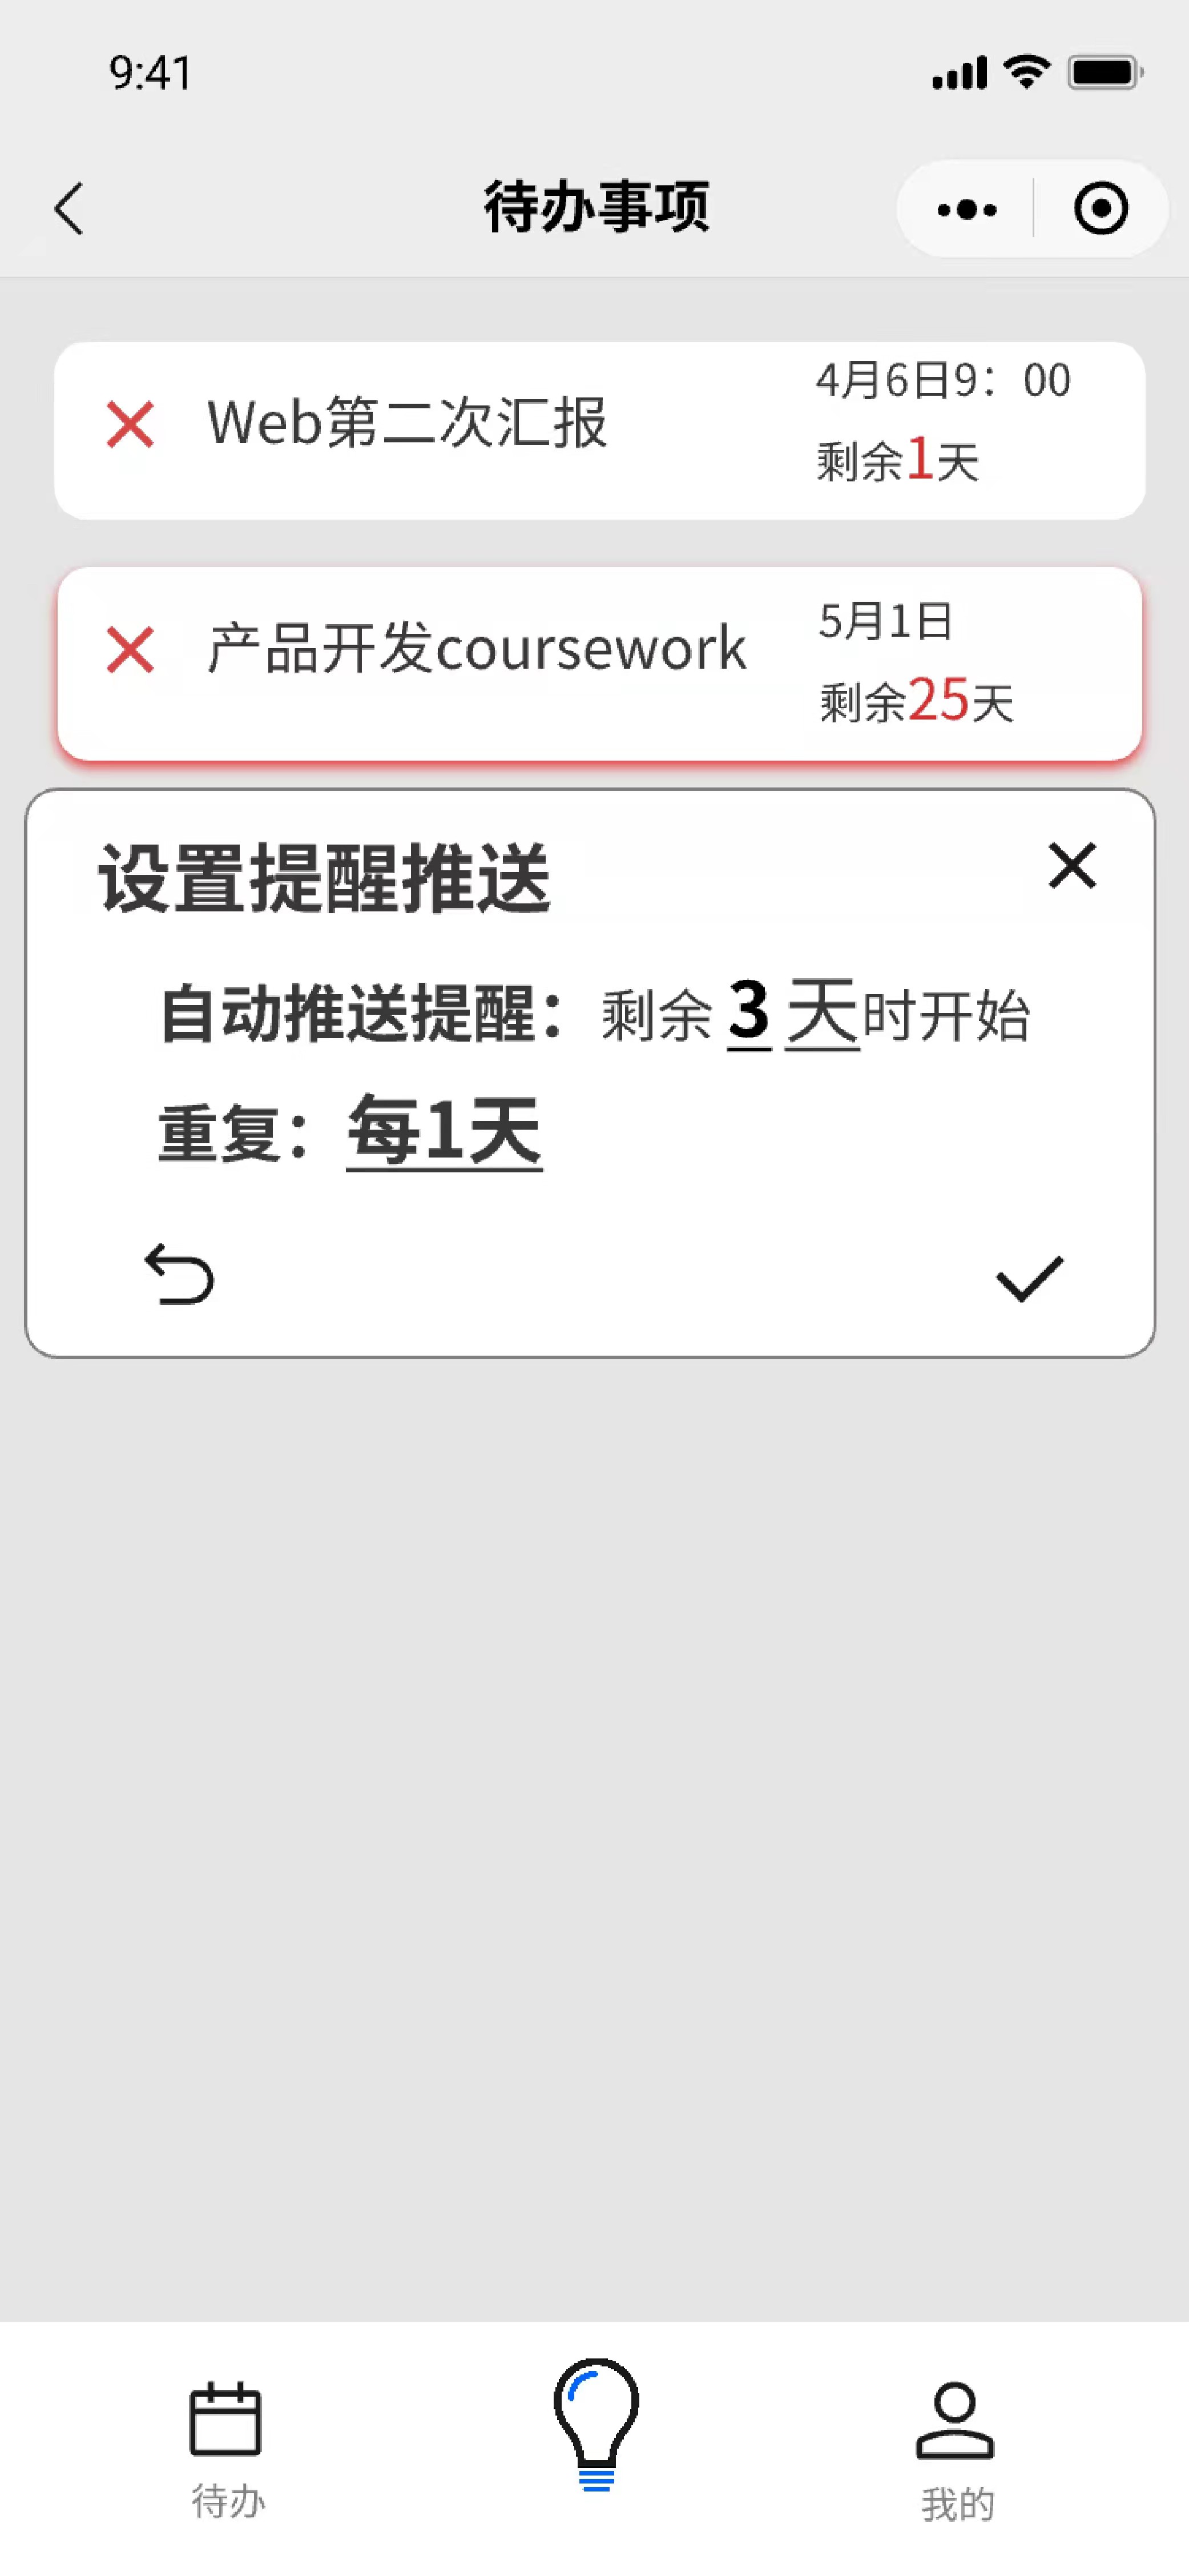 9:41
待办事项
Web第二次汇报
4月6日9：00
剩余1天
产品开发coursework
5月1日
剩余25天
设置提醒推送
自动推送提醒：剩余 3 天时开始
重复：每1天
待办
我的